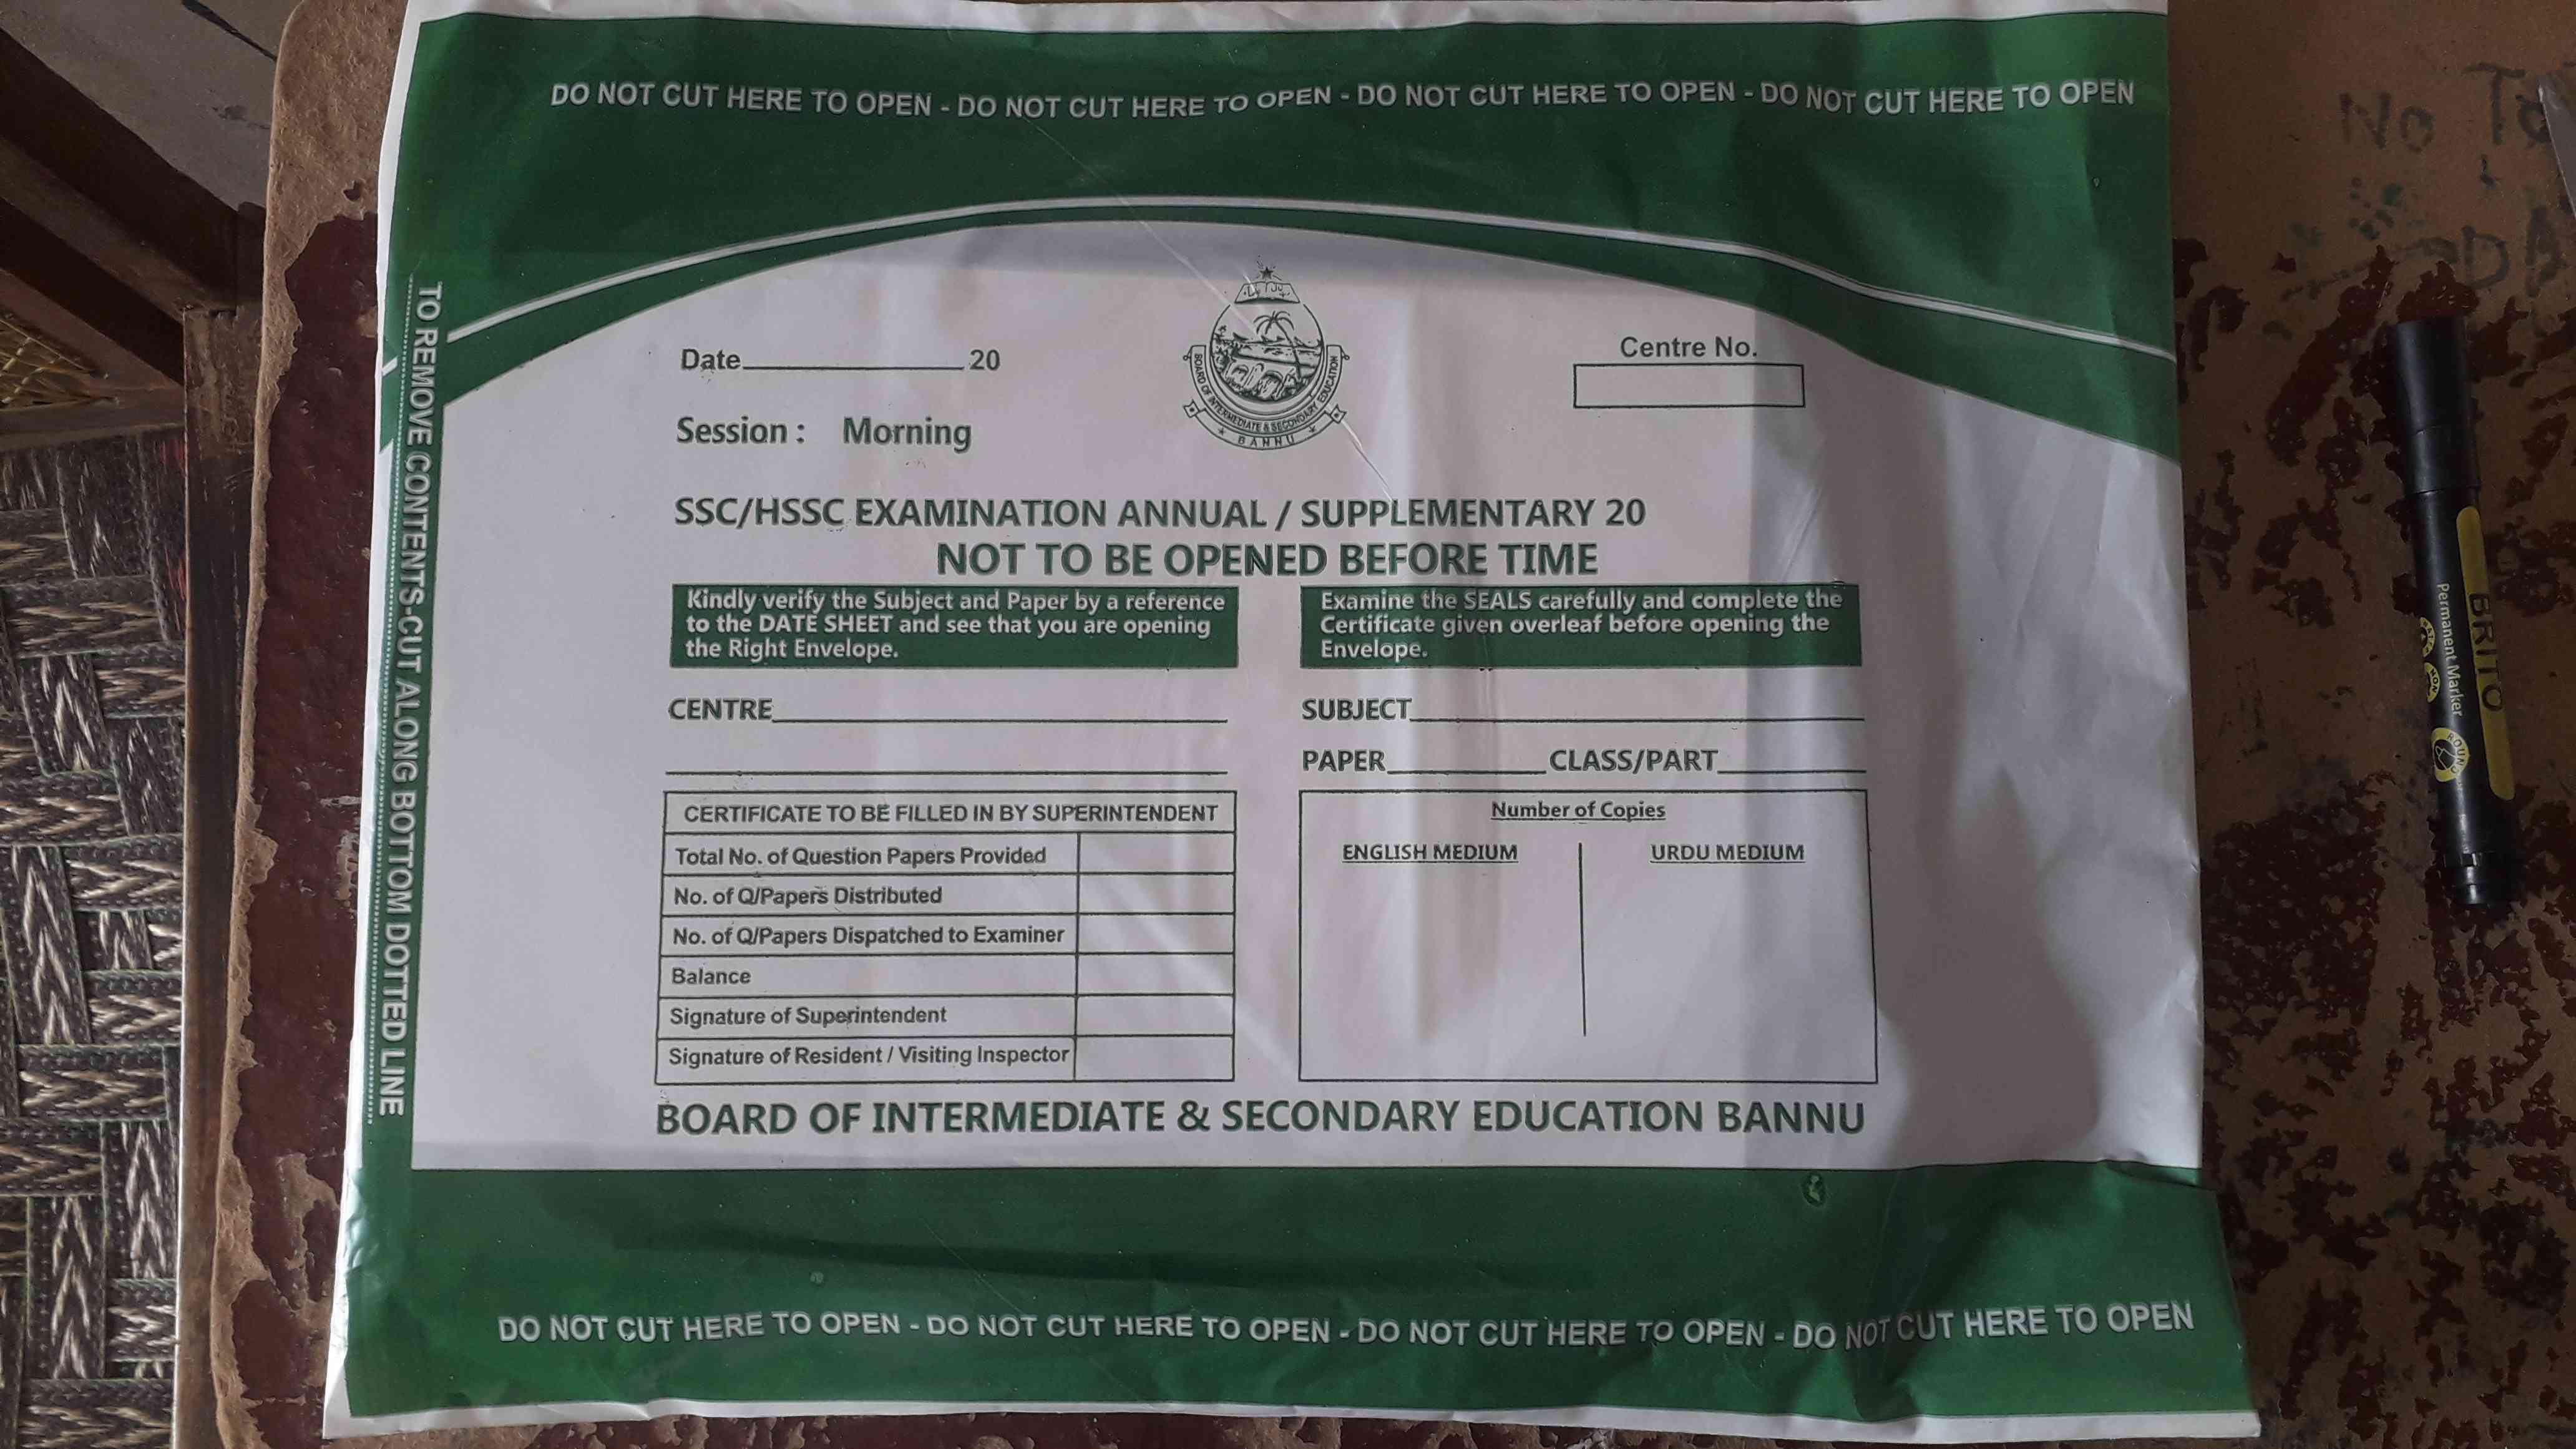 DO NOT CUT HERE TO OPEN - DO NOT CUT HERE TO OPEN - DO NOT CUT HERE TO OPEN - DO NOT CUT HERE TO OPEN
TO REMOVE CONTENTS-CUT ALONG BOTTOM DOTTED LINE
Date 20
BOARD OF INTERMEDIATE & SECONDARY EDUCATION
BANNU
Centre No.
Session : Morning
SSC/HSSC EXAMINATION ANNUAL / SUPPLEMENTARY 20
NOT TO BE OPENED BEFORE TIME
Kindly verify the Subject and Paper by a reference
to the DATE SHEET and see that you are opening
the Right Envelope.
Examine the SEALS carefully and complete the
Certificate given overleaf before opening the
Envelope.
CENTRE
SUBJECT
PAPER CLASS/PART
CERTIFICATE TO BE FILLED IN BY SUPERINTENDENT
Total No. of Question Papers Provided
No. of Q/Papers Distributed
No. of Q/Papers Dispatched to Examiner
Balance
Signature of Superintendent
Signature of Resident / Visiting Inspector
Number of Copies
ENGLISH MEDIUM URDU MEDIUM
BOARD OF INTERMEDIATE & SECONDARY EDUCATION BANNU
DO NOT CUT HERE TO OPEN - DO NOT CUT HERE TO OPEN - DO NOT CUT HERE TO OPEN - DO NOT CUT HERE TO OPEN
No
BRITO
Permanent Marker